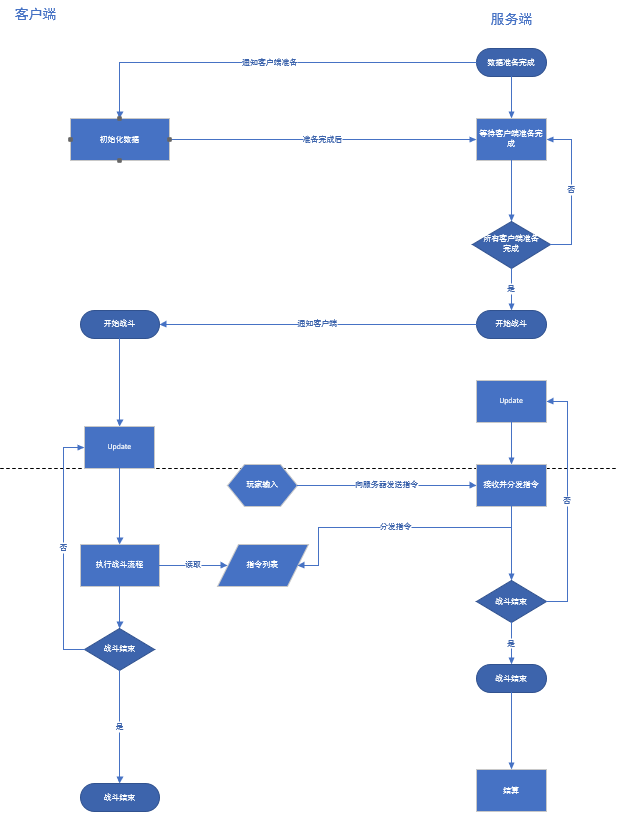 客户端
服务端
数据准备完成
通知客户端准备
初始化数据
准备完成后
等待客户端准备完
成
否
所有客户端准备
完成
是
开始战斗
通知客户端
开始战斗
Update
Update
玩家输入
向服务器发送指令
接收并分发指令
否
分发指令
否
执行战斗流程
读取
指令列表
战斗结束
是
战斗结束
战斗结束
是
战斗结束
结算